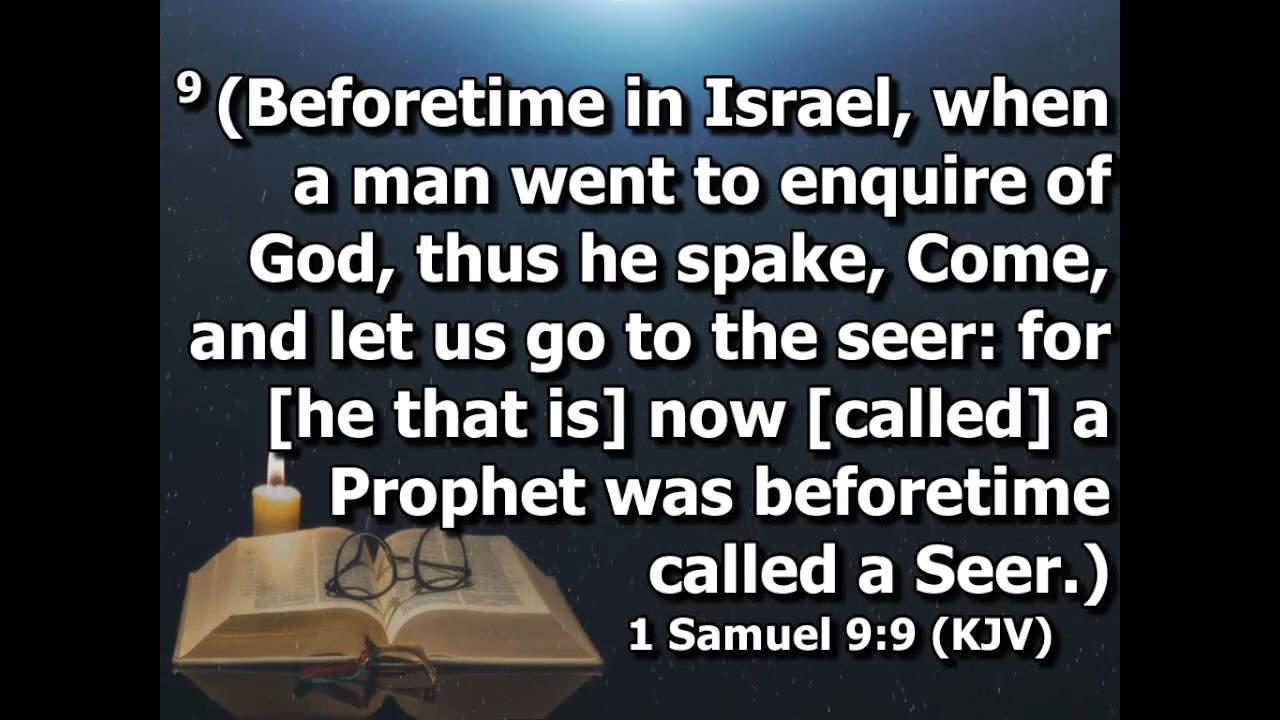 9 (Beforetime in Israel, when
a man went to enquire of
God, thus he spake, Come,
and let us go to the seer: for
[he that is] now [called] a
Prophet was beforetime
called a Seer.)
1 Samuel 9:9 (KJV)